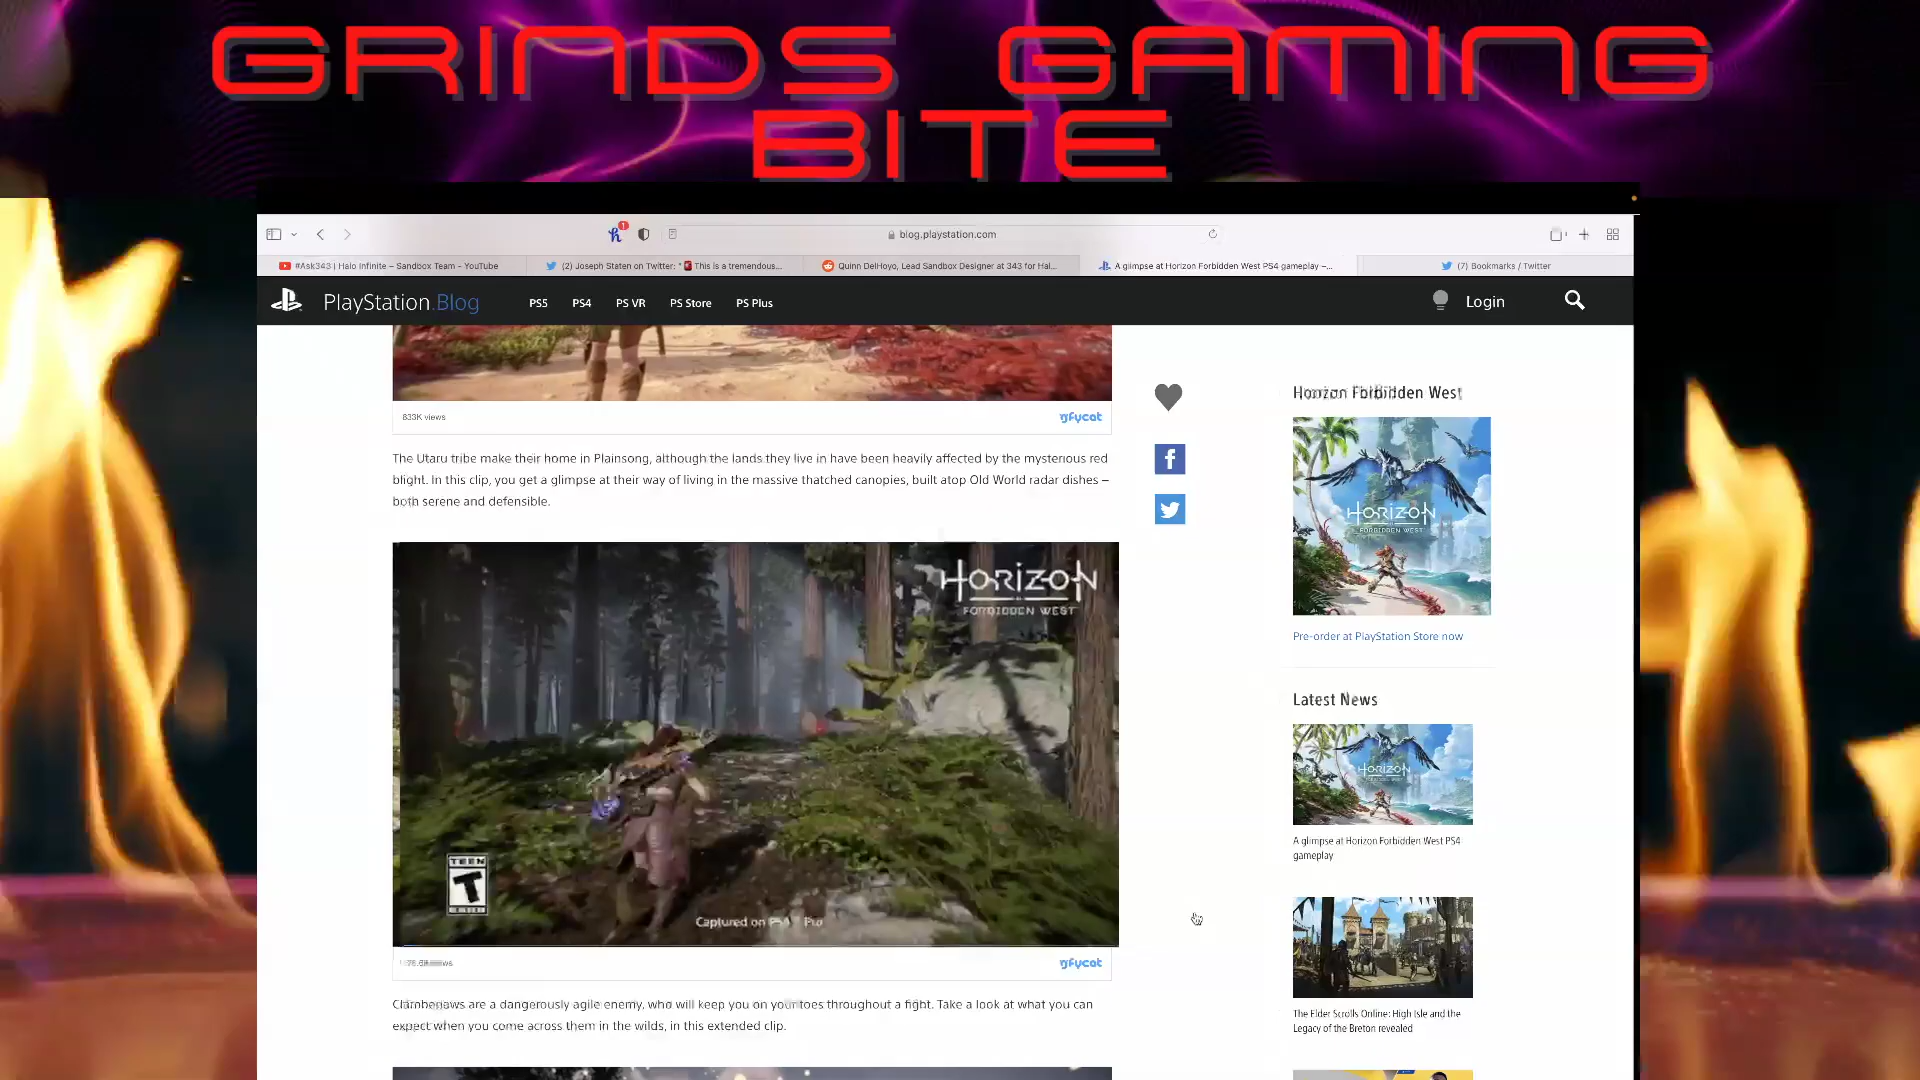 GRINDS GAMING
BITE
1
blog.playstation.com
#Ask343 | Halo Infinite – Sandbox Team - YouTube
(2) Joseph Staten on Twitter: "🚨 This is a tremendous...
Quinn DelHoyo, Lead Sandbox Designer at 343 for Hal...
A glimpse at Horizon Forbidden West PS4 gameplay –...
(7) Bookmarks / Twitter
PlayStation.Blog
PS5
PS4
PS VR
PS Store
PS Plus
Login
833K views
gfycat
The Utaru tribe make their home in Plainsong, although the lands they live in have been heavily affected by the mysterious red
blight. In this clip, you get a glimpse at their way of living in the massive thatched canopies, built atop Old World radar dishes –
both serene and defensible.
HORIZON
FORBIDDEN WEST
TEEN
T
Captured on Pro
gfycat
Clamberjaws are a dangerously agile enemy, who will keep you on your toes throughout a fight. Take a look at what you can
expect when you come across them in the wilds, in this extended clip.
Horizon Forbidden West
HORIZON
FORBIDDEN WEST
Pre-order at PlayStation Store now
Latest News
HORIZON
A glimpse at Horizon Forbidden West PS4
gameplay
The Elder Scrolls Online: High Isle and the
Legacy of the Breton revealed